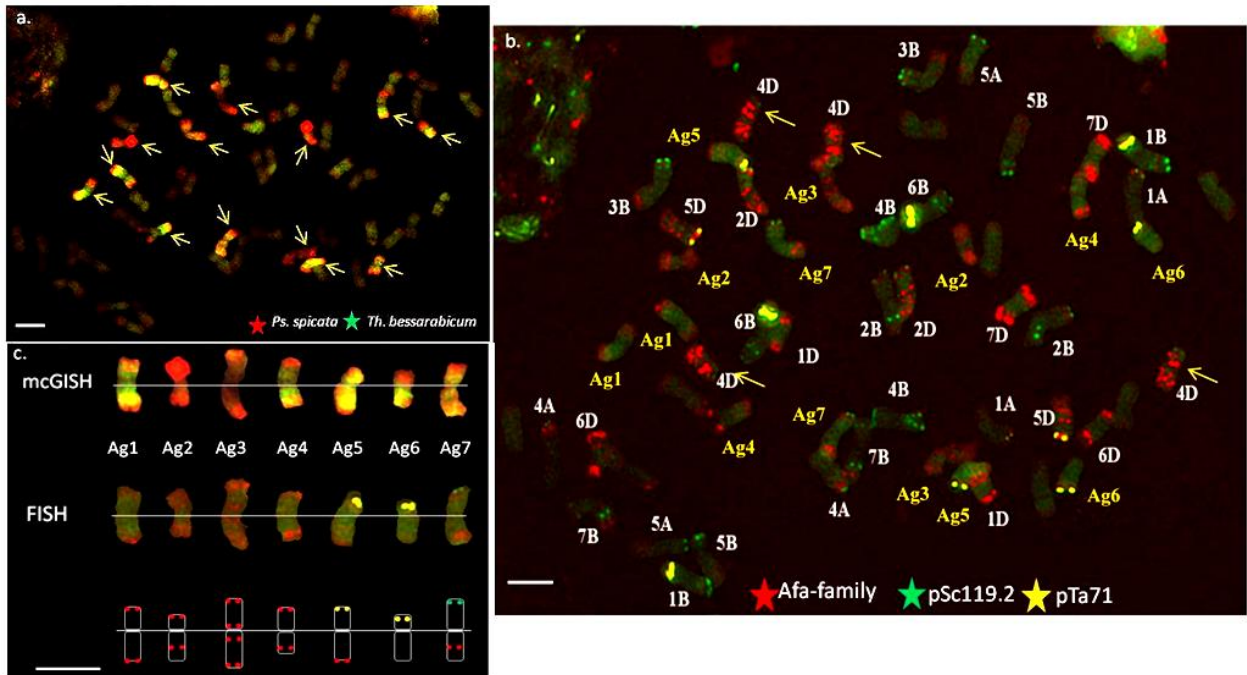 a.
Ps. spicata Th. bessarabicum
b.
3B
5A
4D
5B
4D
7D
1B
Ag5
6B
1A
Ag3
4B
3B
5D
2D
Ag4
Ag2
Ag7
Ag2
Ag6
2B
2D
7D
2B
6B
Ag1
1D
Ag1
4D
4D
4A
6D
Ag7
4B
1A
5D
Ag4
7B
6D
Ag3
Ag6
7B
4A
Ag5
1D
5A
5B
1B
Afa-family pSc119.2 pTa71
c.
mcGISH
Ag1 Ag2 Ag3 Ag4 Ag5 Ag6 Ag7
FISH